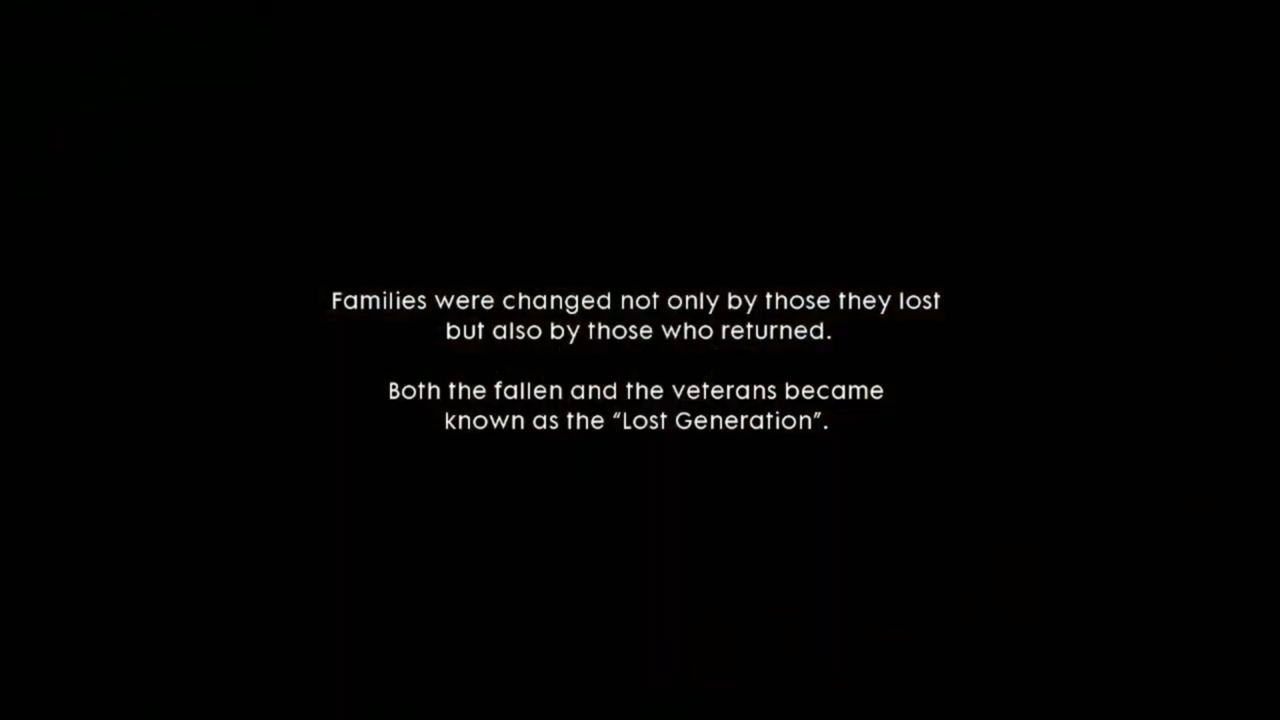 Families were changed not only by those they lost
but also by those who returned.
Both the fallen and the veterans became
known as the “Lost Generation”.